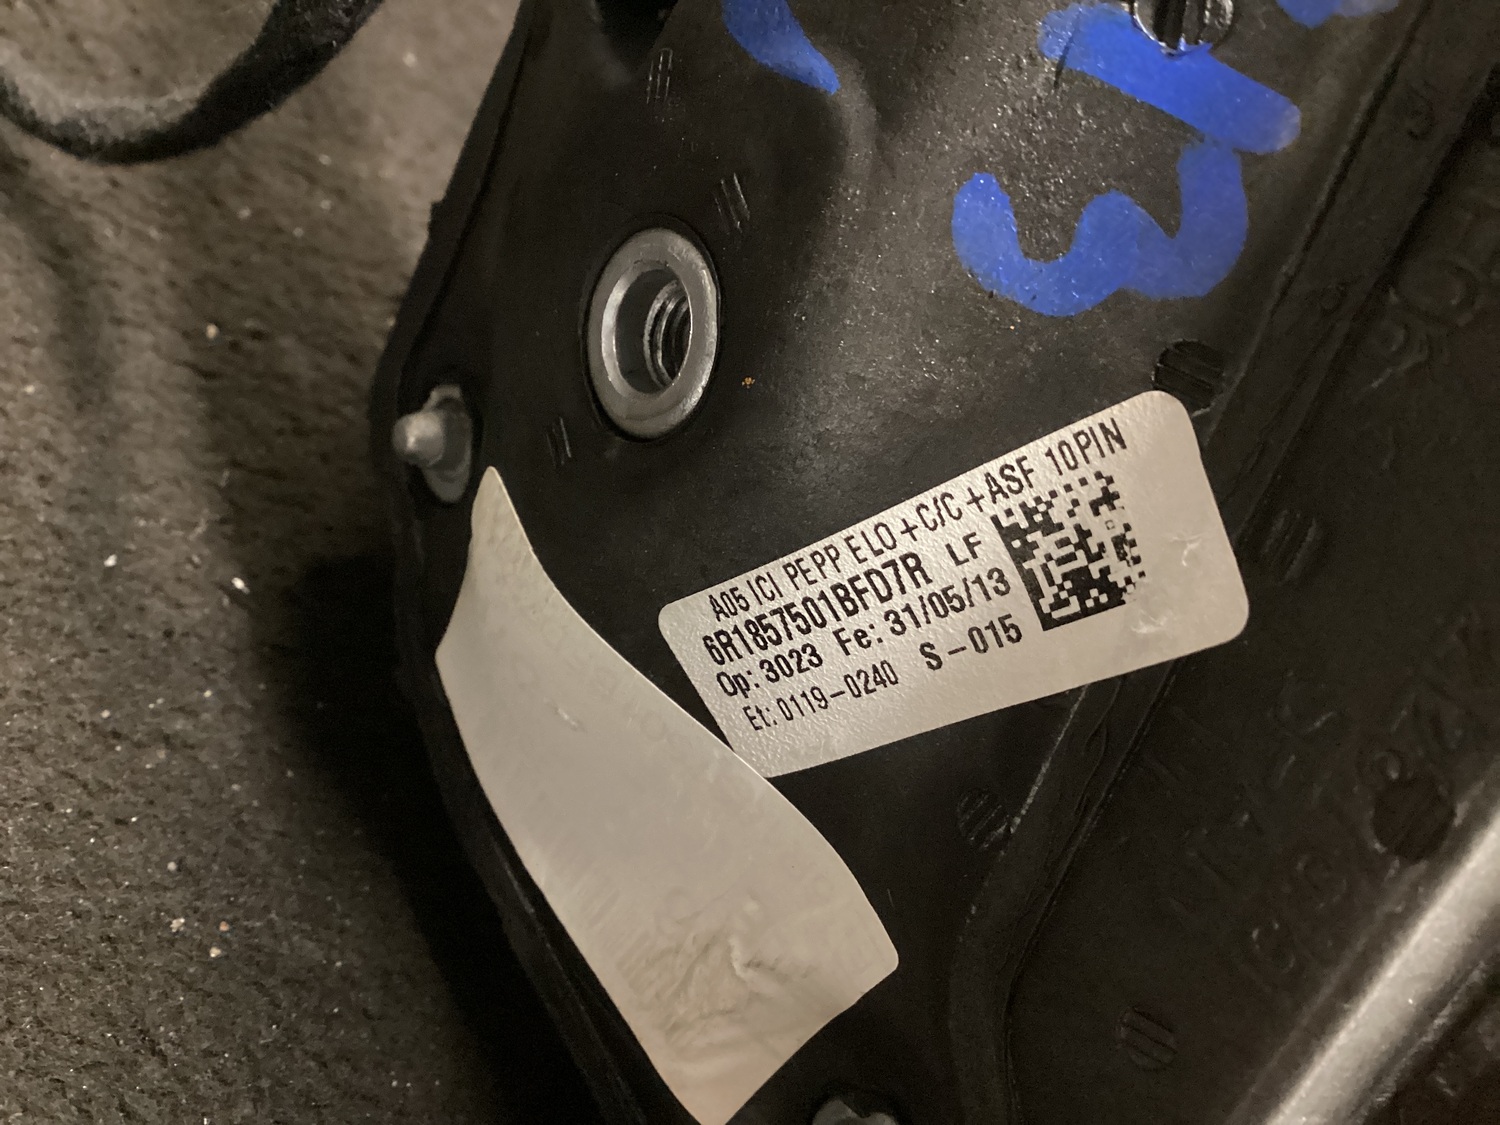 A05 ICI PEPP ELO+C/C +ASF 10PIN
6R1857501BFD7R LF
Op: 3023 Fe: 31/05/13
Et: 0119-0240 S-015